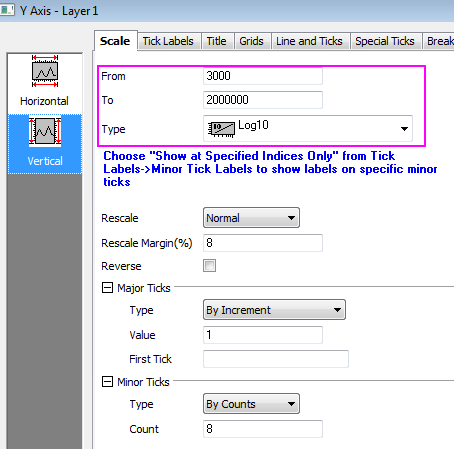 Y Axis - Layer1
Scale Tick Labels Title Grids Line and Ticks Special Ticks Break
Horizontal
Vertical
From 3000
To 2000000
Type 10 Log10
Choose "Show at Specified Indices Only" from Tick
Labels->Minor Tick Labels to show labels on specific minor
ticks
Rescale Normal
Rescale Margin(%) 8
Reverse
Major Ticks
Type By Increment
Value 1
First Tick
Minor Ticks
Type By Counts
Count 8